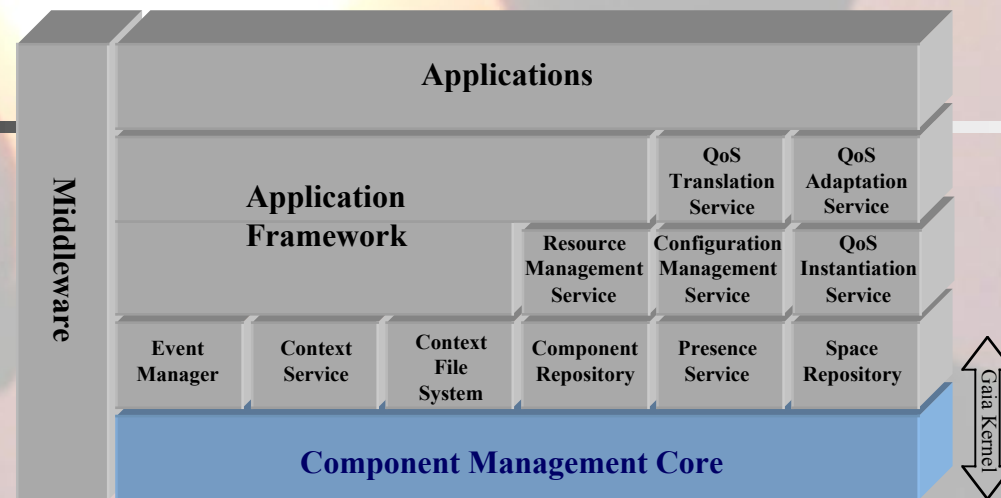 Applications
Middleware
Application
Framework
QoS
Translation
Service
QoS
Adaptation
Service
Resource
Management
Service
Configuration
Management
Service
QoS
Instantiation
Service
Event
Manager
Context
Service
Context
File
System
Component
Repository
Presence
Service
Space
Repository
Component Management Core
Gaia Kernel